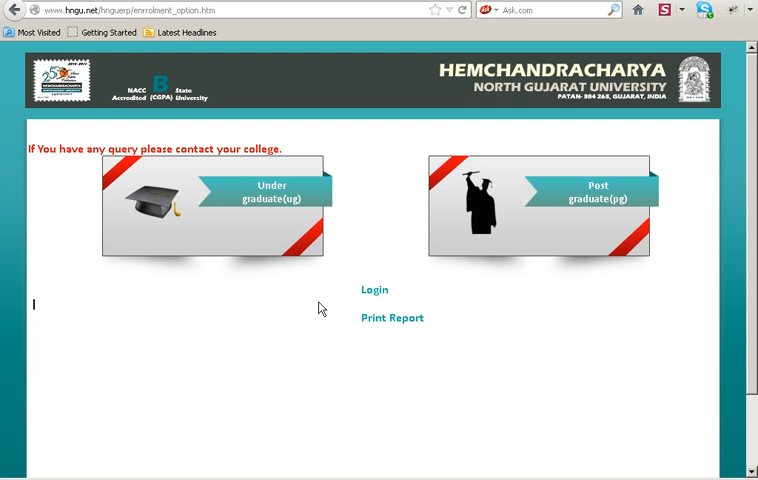 www.hngu.net/hnguerp/enrrolment_option.htm
Ask.com
Most Visited
Getting Started
Latest Headlines
25
NACC
Accredited
B
(CGPA)
State
University
HEMCHANDRACHARYA
NORTH GUJARAT UNIVERSITY
PATAN- 384 265, GUJARAT, INDIA
If You have any query please contact your college.
Under
graduate(ug)
Post
graduate(pg)
Login
Print Report